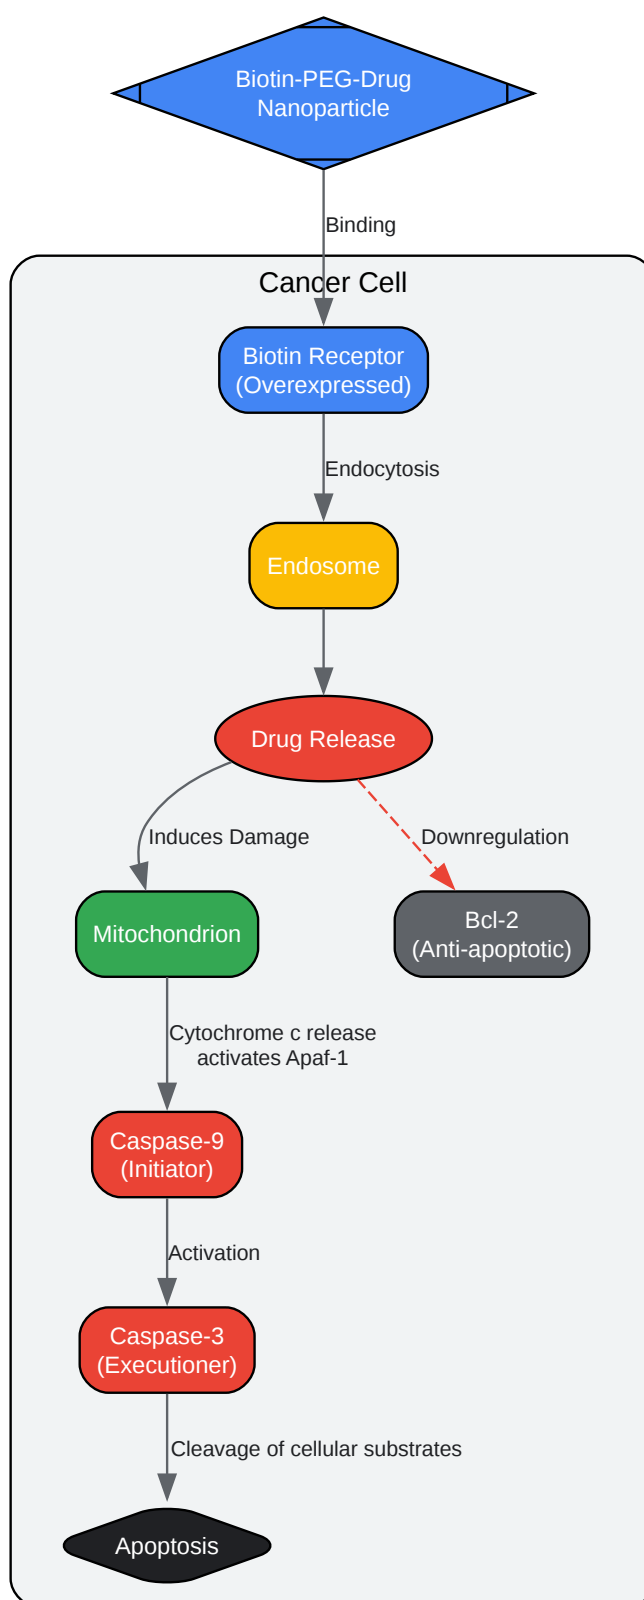 Biotin-PEG-Drug
Nanoparticle
Binding
Cancer Cell
Biotin Receptor
(Overexpressed)
Endocytosis
Endosome
Drug Release
Induces Damage
Downregulation
Mitochondrion
Bcl-2
(Anti-apoptotic)
Cytochrome c release
activates Apaf-1
Caspase-9
(Initiator)
Activation
Caspase-3
(Executioner)
Cleavage of cellular substrates
Apoptosis